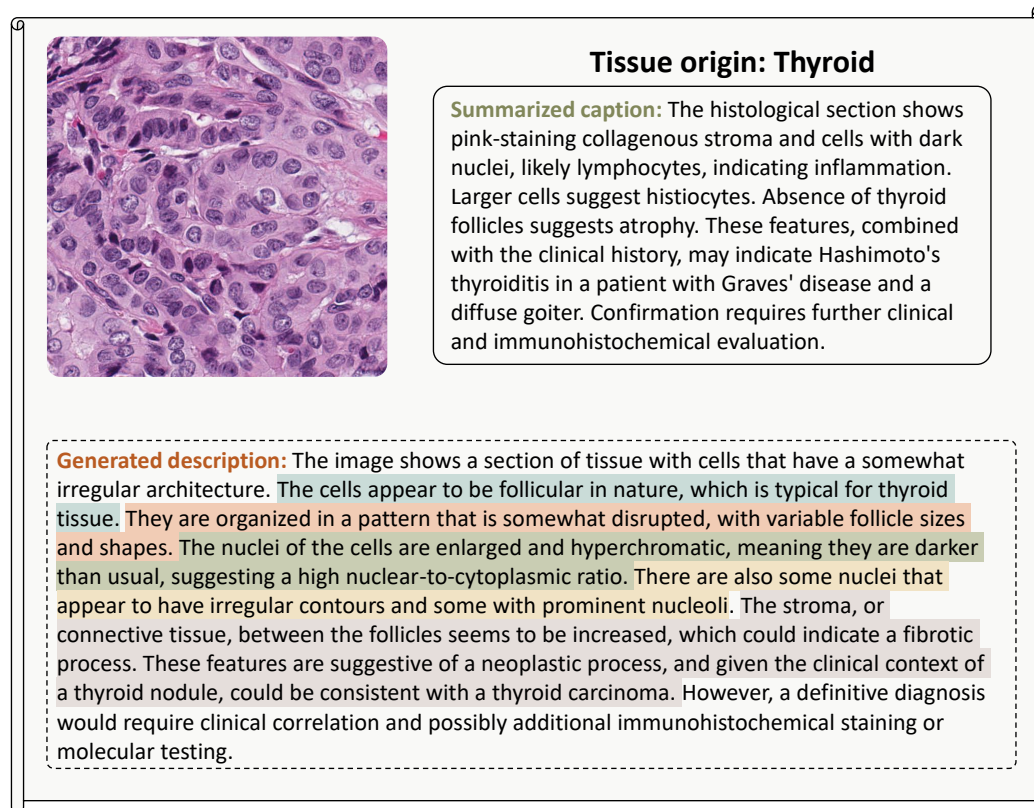 Tissue origin: Thyroid
Summarized caption: The histological section shows
pink-staining collagenous stroma and cells with dark
nuclei, likely lymphocytes, indicating inflammation.
Larger cells suggest histiocytes. Absence of thyroid
follicles suggests atrophy. These features, combined
with the clinical history, may indicate Hashimoto's
thyroiditis in a patient with Graves' disease and a
diffuse goiter. Confirmation requires further clinical
and immunohistochemical evaluation.
Generated description: The image shows a section of tissue with cells that have a somewhat
irregular architecture. The cells appear to be follicular in nature, which is typical for thyroid
tissue. They are organized in a pattern that is somewhat disrupted, with variable follicle sizes
and shapes. The nuclei of the cells are enlarged and hyperchromatic, meaning they are darker
than usual, suggesting a high nuclear-to-cytoplasmic ratio. There are also some nuclei that
appear to have irregular contours and some with prominent nucleoli. The stroma, or
connective tissue, between the follicles seems to be increased, which could indicate a fibrotic
process. These features are suggestive of a neoplastic process, and given the clinical context of
a thyroid nodule, could be consistent with a thyroid carcinoma. However, a definitive diagnosis
would require clinical correlation and possibly additional immunohistochemical staining or
molecular testing.